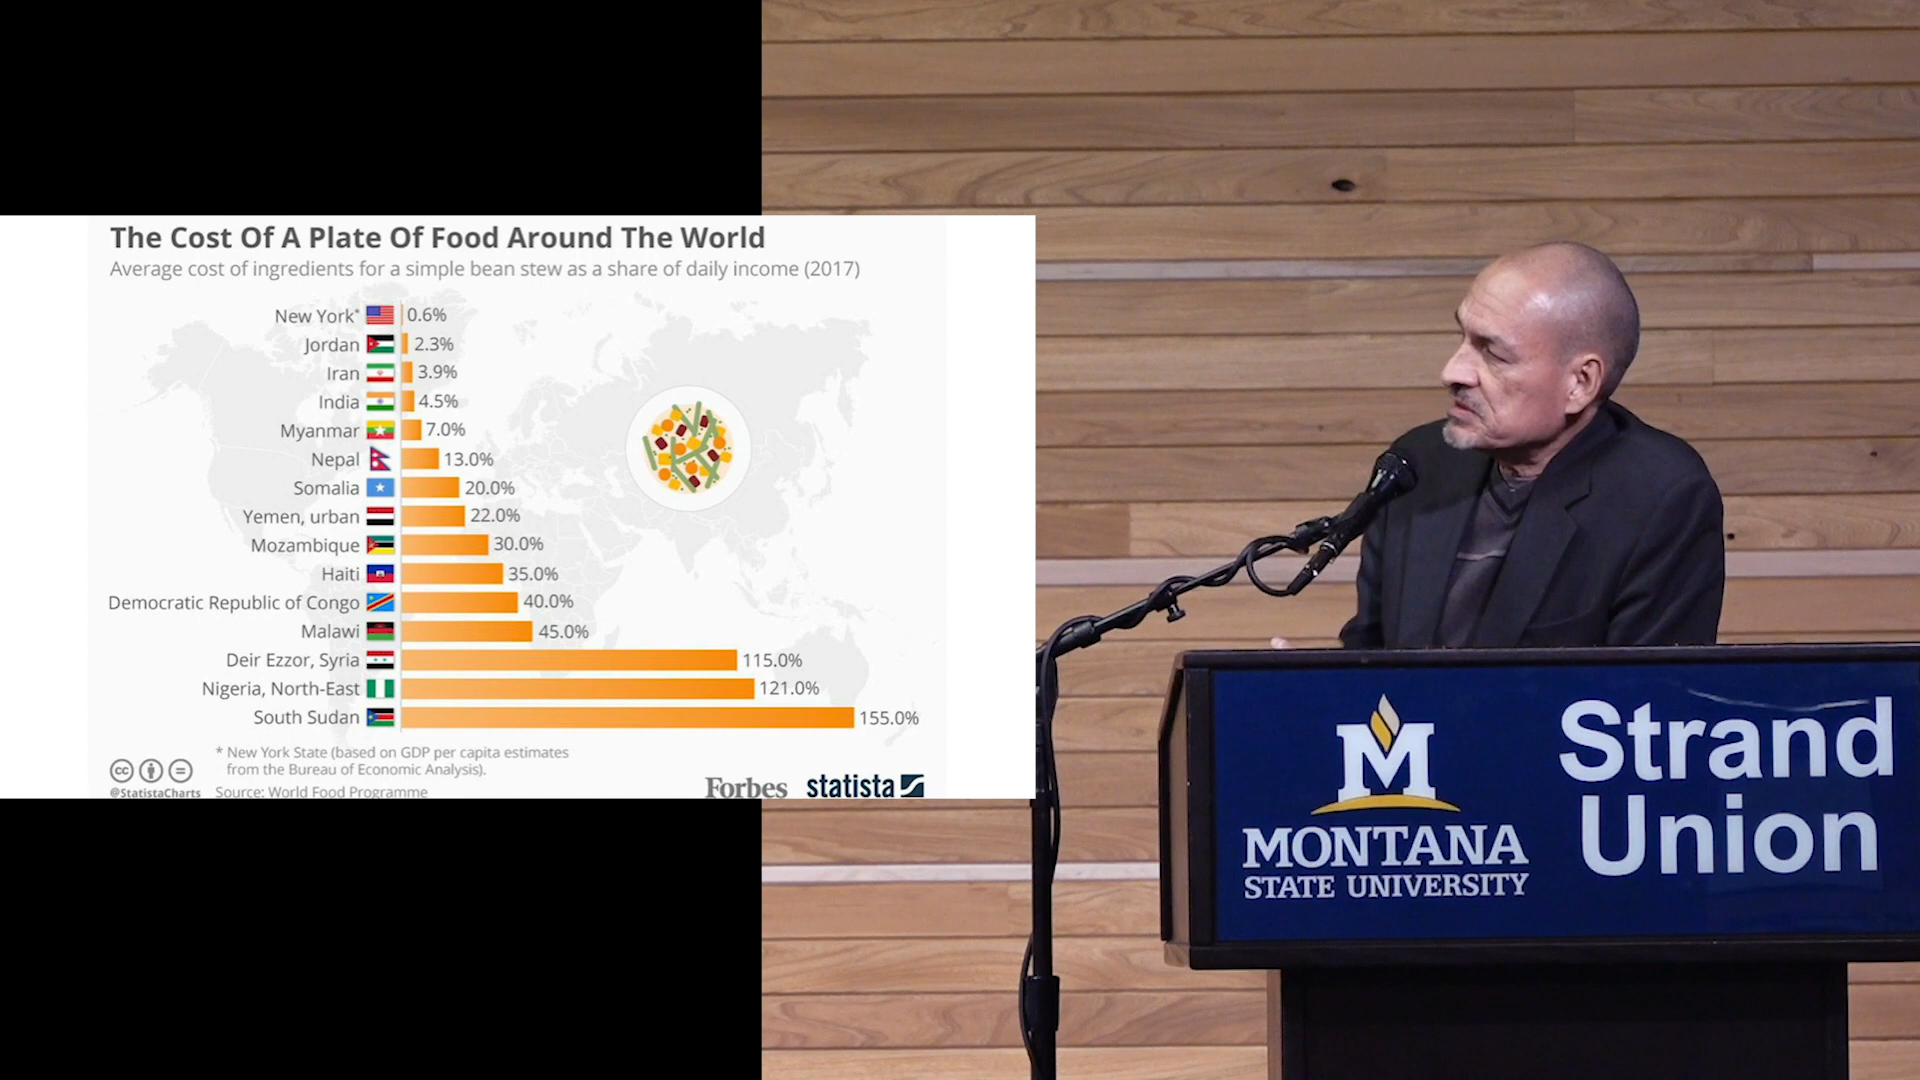 The Cost Of A Plate Of Food Around The World
Average cost of ingredients for a simple bean stew as a share of daily income (2017)
New York* 0.6%
Jordan 2.3%
Iran 3.9%
India 4.5%
Myanmar 7.0%
Nepal 13.0%
Somalia 20.0%
Yemen, urban 22.0%
Mozambique 30.0%
Haiti 35.0%
Democratic Republic of Congo 40.0%
Malawi 45.0%
Deir Ezzor, Syria 115.0%
Nigeria, North-East 121.0%
South Sudan 155.0%
* New York State (based on GDP per capita estimates
from the Bureau of Economic Analysis).
cc
@StatistaCharts Source: World Food Programme
Forbes statista
M
MONTANA
STATE UNIVERSITY
Strand
Union